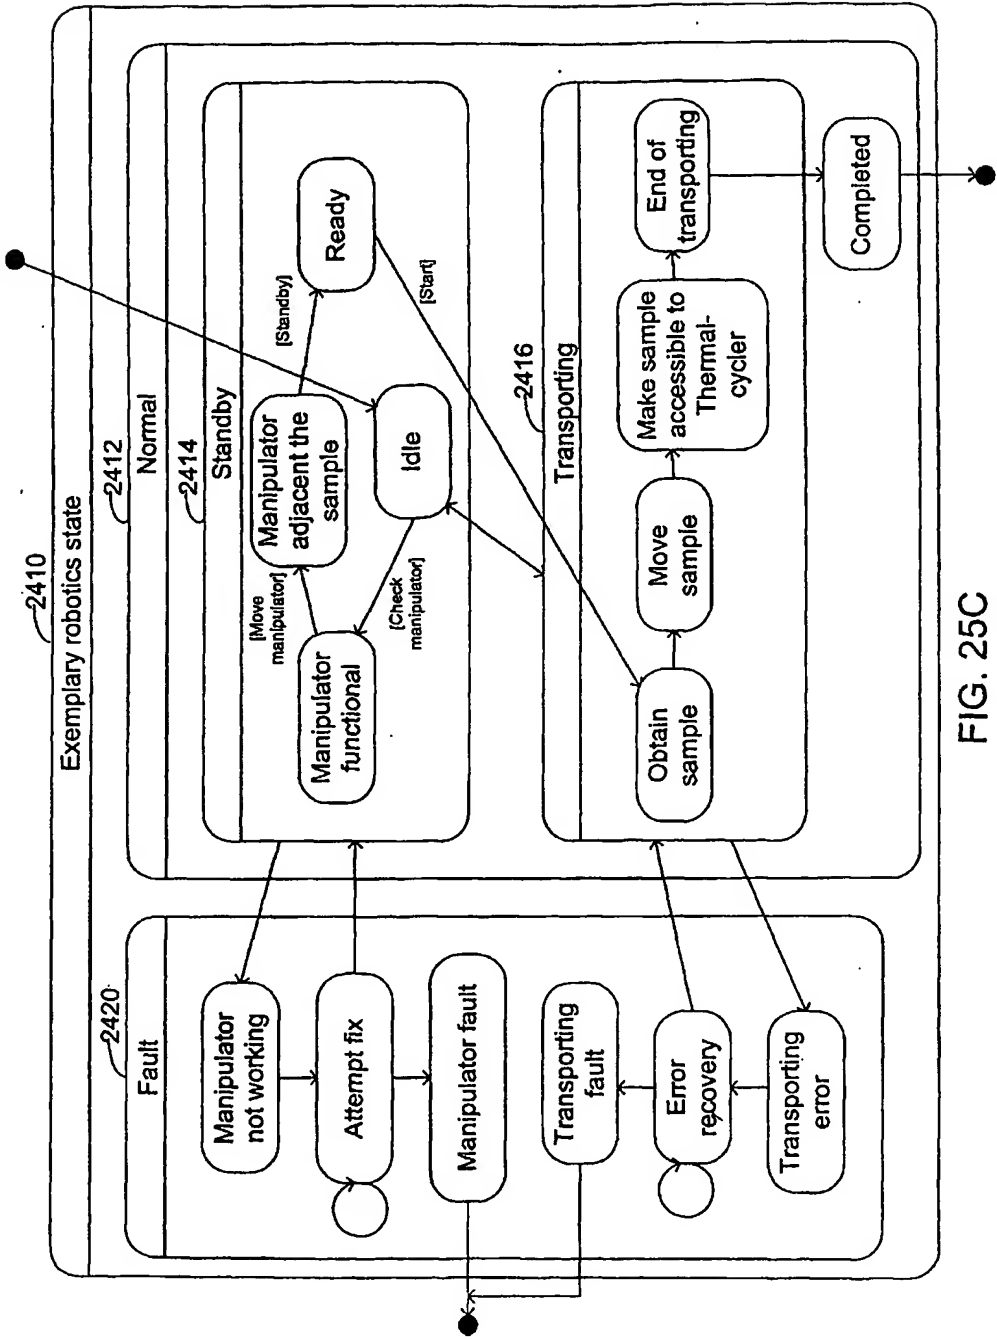 2410
Exemplary robotics state
2420
Fault
Manipulator
not working
Attempt fix
Manipulator fault
Transporting
fault
Error
recovery
Transporting
error
2412
Normal
2414
Standby
Manipulator
functional
[Move
manipulator]
Manipulator
adjacent the
sample
[Standby]
Ready
[Check
manipulator]
Idle
[Start]
2416
Transporting
Obtain
sample
Move
sample
Make sample
accessible to
Thermal-
cycler
End of
transporting
Completed
FIG. 25C